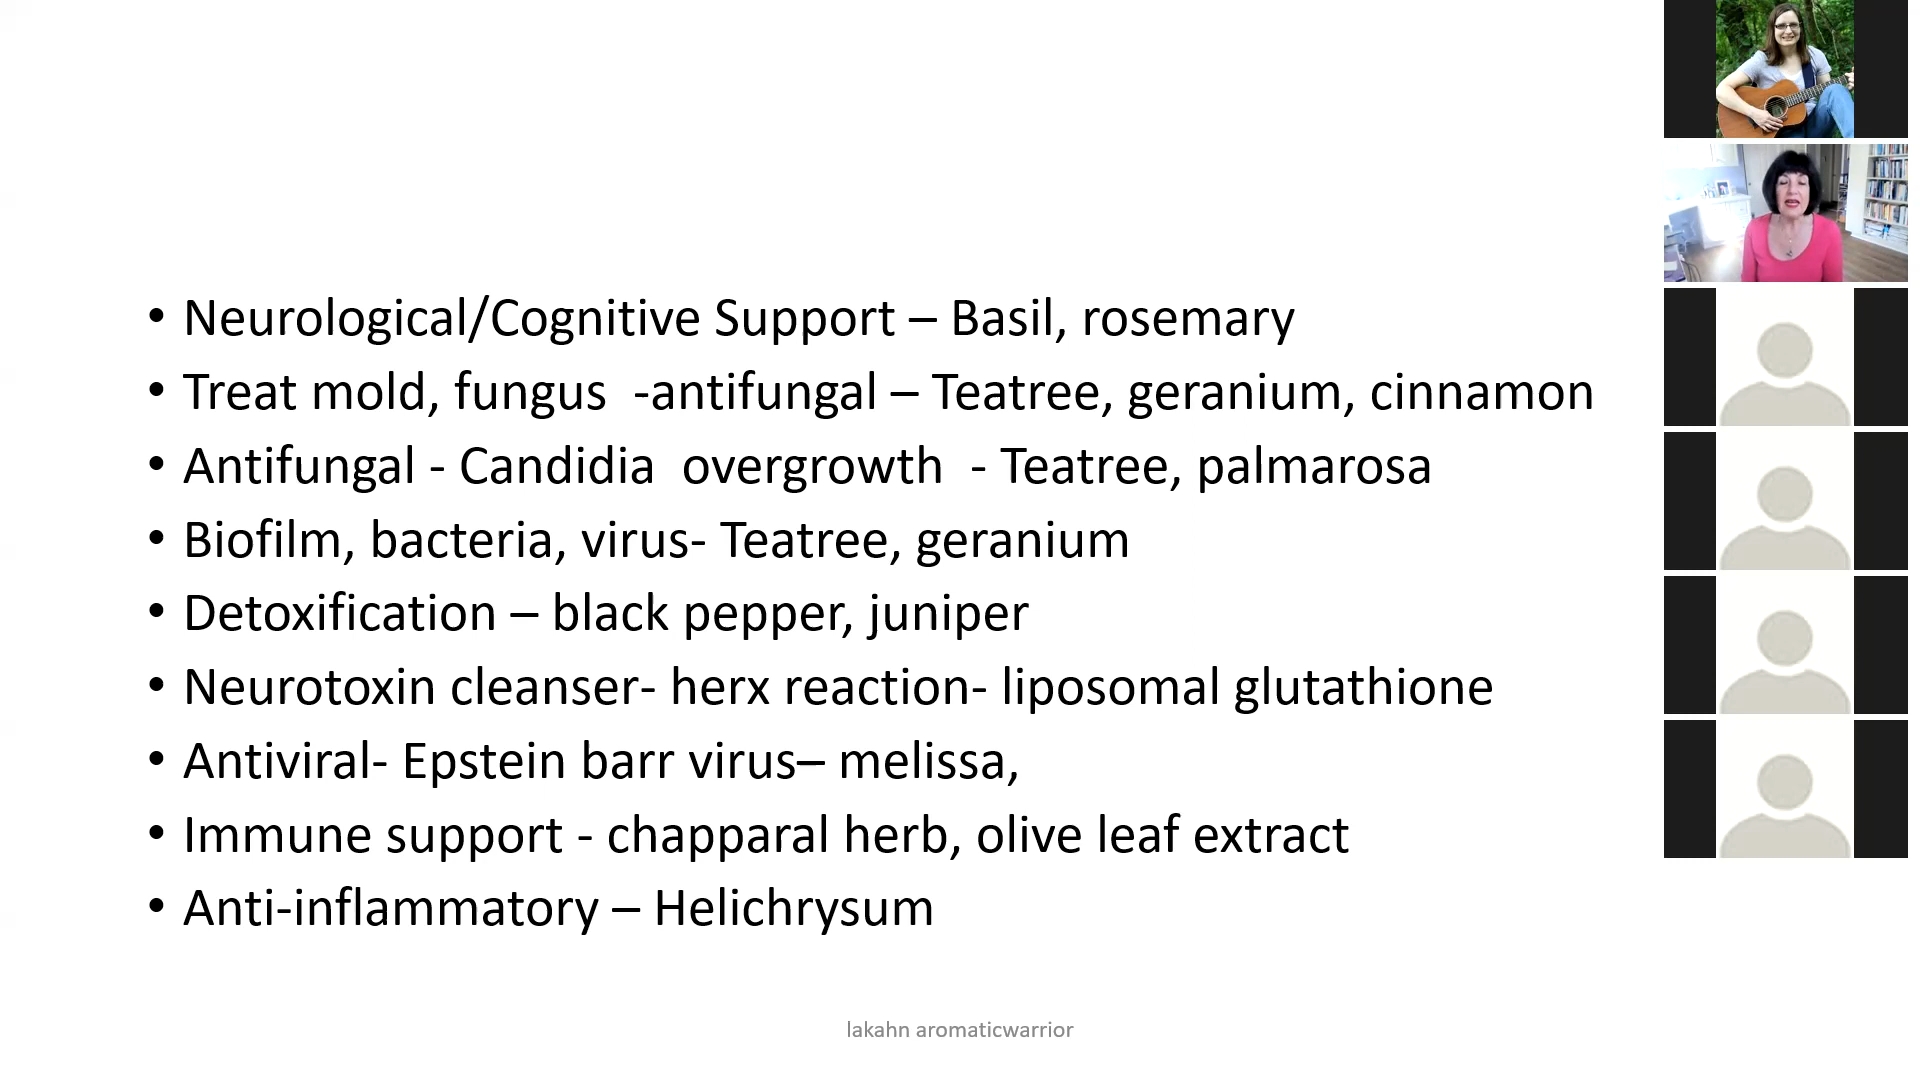 • Neurological/Cognitive Support – Basil, rosemary
• Treat mold, fungus  -antifungal – Teatree, geranium, cinnamon
• Antifungal - Candidia  overgrowth  - Teatree, palmarosa
• Biofilm, bacteria, virus- Teatree, geranium
• Detoxification – black pepper, juniper
• Neurotoxin cleanser- herx reaction- liposomal glutathione
• Antiviral- Epstein barr virus– melissa,
• Immune support - chapparal herb, olive leaf extract
• Anti-inflammatory – Helichrysum
lakahn aromaticwarrior